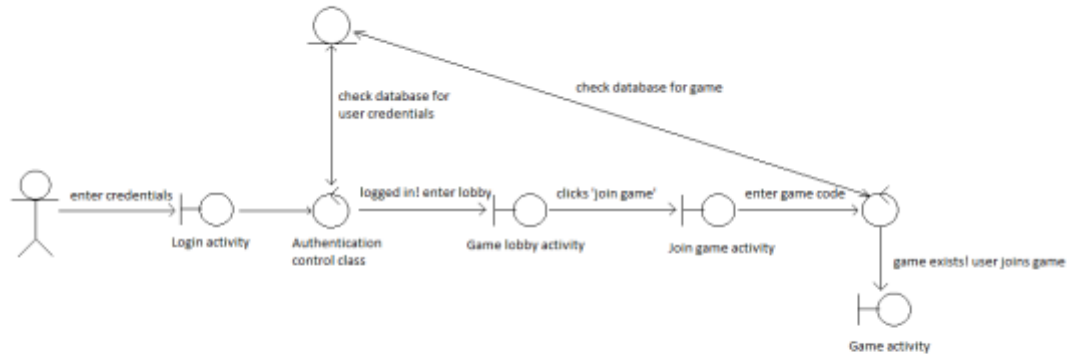 check database for game
check database for
user credentials
enter credentials
logged in! enter lobby
clicks 'join game'
enter game code
Login activity
Authentication
control class
Game lobby activity
Join game activity
game exists! user joins game
Game activity